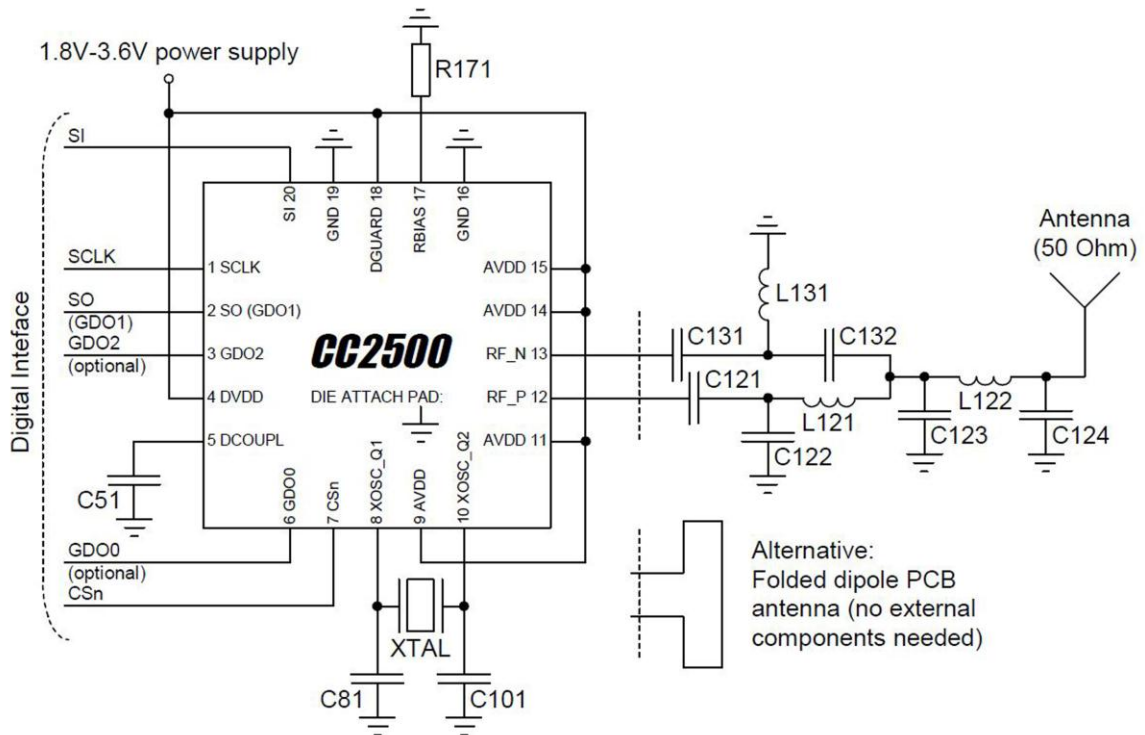 1.8V-3.6V power supply
R171
SI
SI 20
GND 19
DGUARD 18
RBIAS 17
GND 16
Antenna
(50 Ohm)
Digital Inteface
SCLK
1 SCLK
AVDD 15
L131
SO
(GDO1)
2 SO (GDO1)
AVDD 14
C131
C132
GDO2
(optional)
3 GDO2
CC2500
RF_N 13
C121
4 DVDD
DIE ATTACH PAD:
RF_P 12
L121
L122
5 DCOUPL
AVDD 11
C122
C123
C124
C51
6 GDO0
7 CSn
8 XOSC_Q1
9 AVDD
10 XOSC_Q2
GDO0
(optional)
CSn
XTAL
C81
C101
Alternative:
Folded dipole PCB
antenna (no external
components needed)